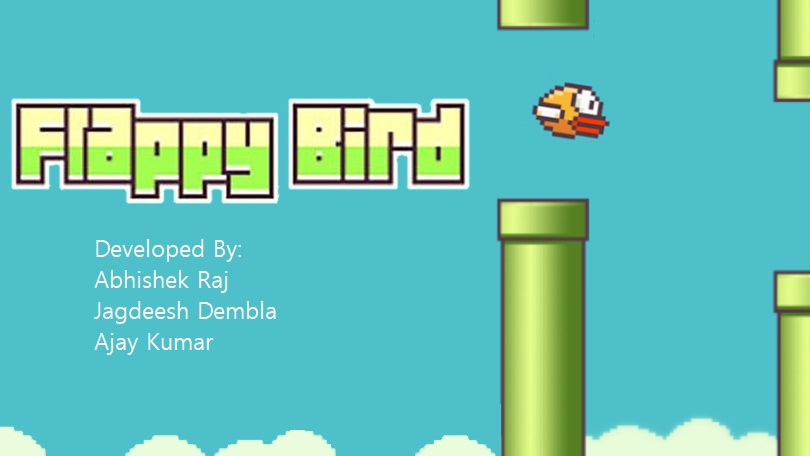 Flappy Bird
Developed By:
Abhishek Raj
Jagdeesh Dembla
Ajay Kumar